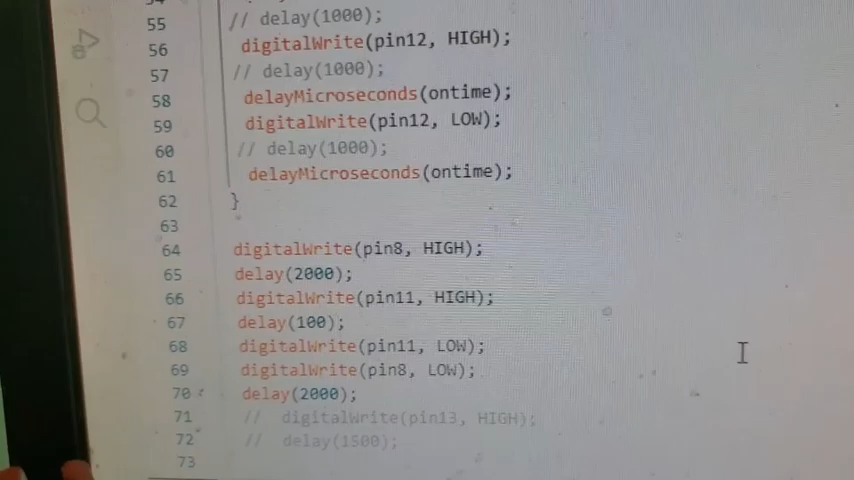 55 // delay(1000);
56 digitalWrite(pin12, HIGH);
57 // delay(1000);
58 delayMicroseconds(ontime);
59 digitalWrite(pin12, LOW);
60 // delay(1000);
61 delayMicroseconds(ontime);
62 }
63
64 digitalWrite(pin8, HIGH);
65 delay(2000);
66 digitalWrite(pin11, HIGH);
67 delay(100);
68 digitalWrite(pin11, LOW);
69 digitalWrite(pin8, LOW);
70 delay(2000);
71 // digitalWrite(pin13, HIGH);
72 // delay(1500);
73